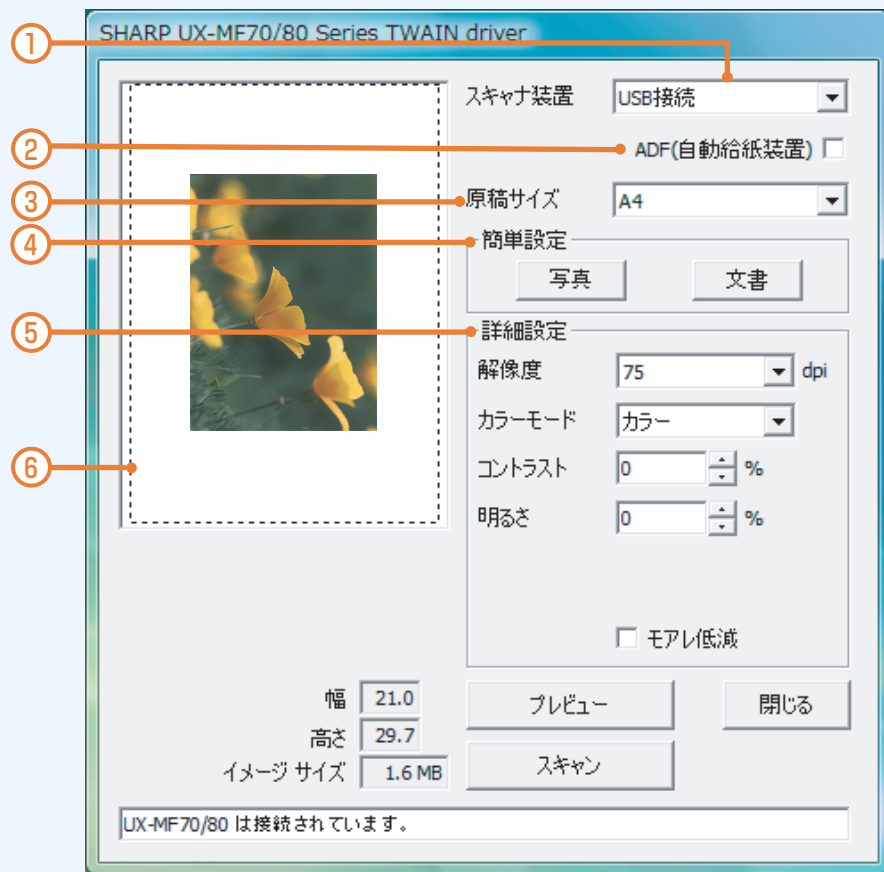 SHARP UX-MF70/80 Series TWAIN driver
①
スキャナ装置 USB接続
②
ADF(自動給紙装置)
③
原稿サイズ A4
④
簡単設定
写真 文書
⑤
詳細設定
解像度 75 dpi
カラーモード カラー
⑥
コントラスト 0 %
明るさ 0 %
モアレ低減
幅 21.0
高さ 29.7
イメージ サイズ 1.6 MB
プレビュー 閉じる
スキャン
UX-MF70/80 は接続されています。